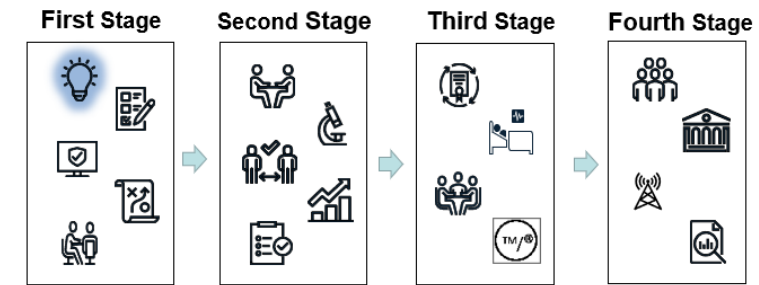 First Stage
Second Stage
Third Stage
Fourth Stage
TM/®